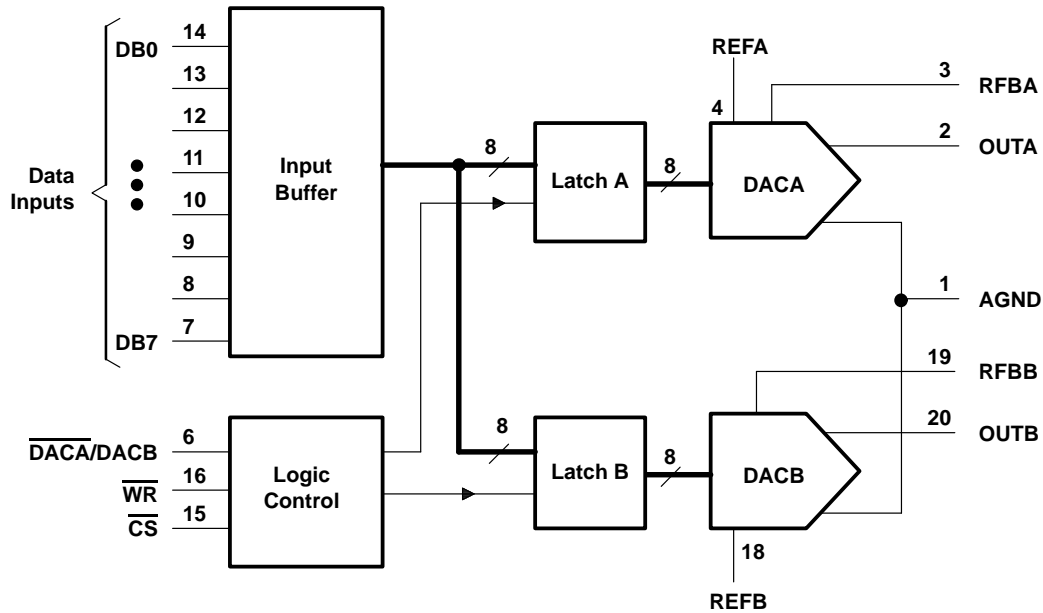 DB0
14
13
12
11
10
9
8
7
DB7
Data
Inputs
Input
Buffer
8
Latch A
8
REFA
4
DACA
3
RFBA
2
OUTA
1
AGND
19
RFBB
20
OUTB
DACA/DACB
6
WR
16
CS
15
Logic
Control
8
Latch B
8
DACB
18
REFB